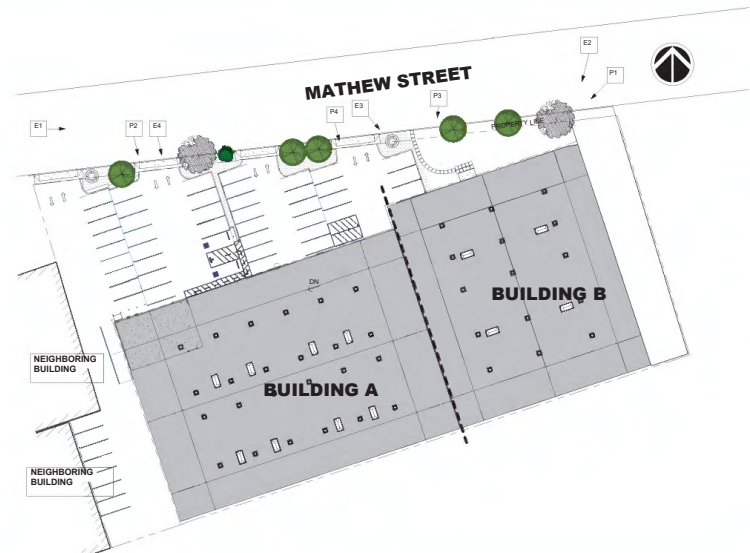 E2
P1
MATHEW STREET
P3
E3
P4
E1
P2
E4
PROPERTY LINE
DN
BUILDING B
NEIGHBORING
BUILDING
BUILDING A
NEIGHBORING
BUILDING